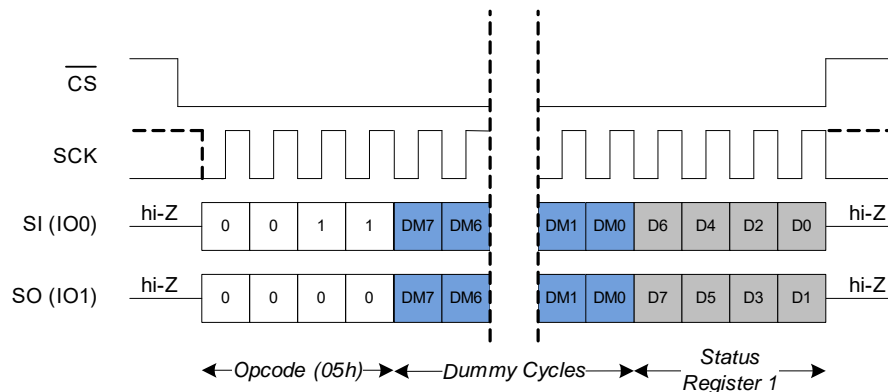 CS
SCK
SI (IO0) hi-Z 0 0 1 1 DM7 DM6 DM1 DM0 D6 D4 D2 D0 hi-Z
SO (IO1) hi-Z 0 0 0 0 DM7 DM6 DM1 DM0 D7 D5 D3 D1 hi-Z
Opcode (05h) Dummy Cycles Status
Register 1